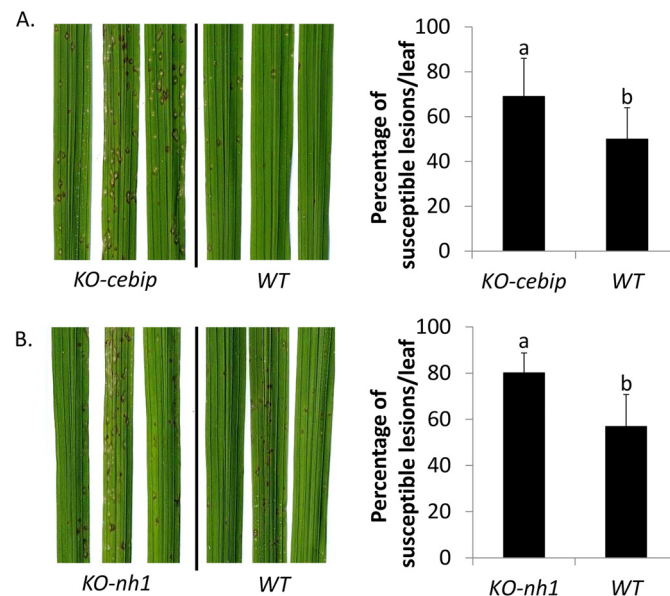 A.
KO-cebip
WT
Percentage of
susceptible lesions/leaf
100
80
60
40
20
0
a
b
KO-cebip
WT
B.
KO-nh1
WT
Percentage of
susceptible lesions/leaf
100
80
60
40
20
0
a
b
KO-nh1
WT